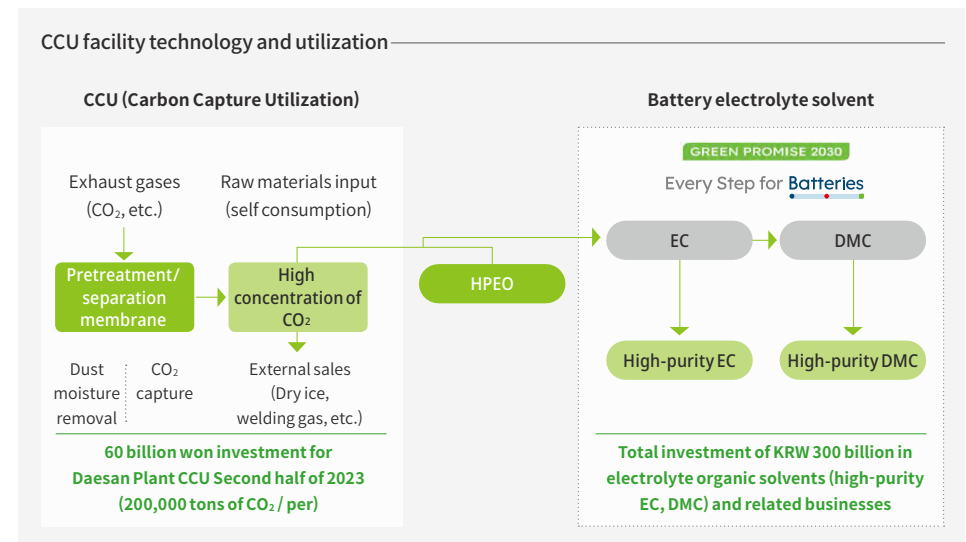 CCU facility technology and utilization
CCU (Carbon Capture Utilization)
Exhaust gases
(CO₂, etc.)
Raw materials input
(self consumption)
Pretreatment/
separation
membrane
High
concentration of
CO₂
HPEO
Dust
moisture
removal
CO₂
capture
External sales
(Dry ice,
welding gas, etc.)
60 billion won investment for
Daesan Plant CCU Second half of 2023
(200,000 tons of CO₂ / per)
Battery electrolyte solvent
GREEN PROMISE 2030
Every Step for Batteries
EC
DMC
High-purity EC
High-purity DMC
Total investment of KRW 300 billion in
electrolyte organic solvents (high-purity
EC, DMC) and related businesses